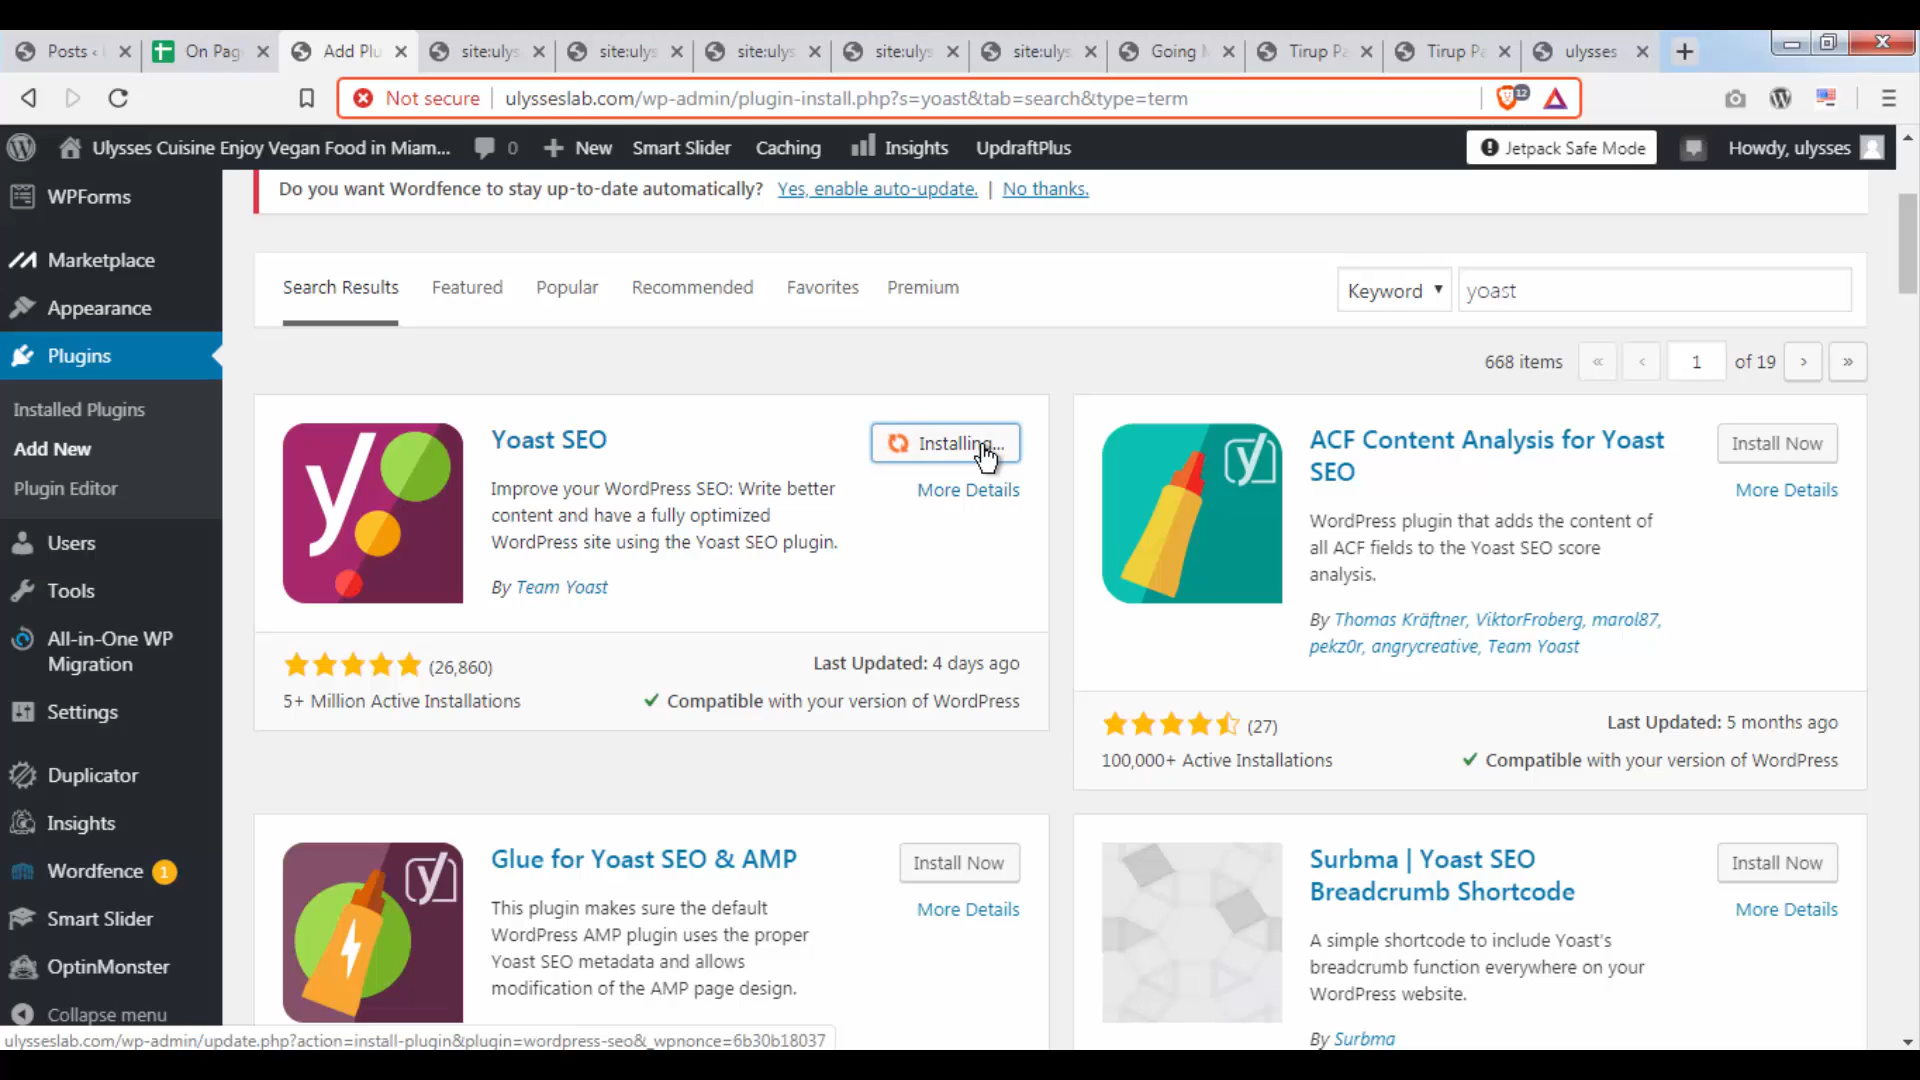 Posts ‹
On Pag
Add Plu
site:ulys
site:ulys
site:ulys
site:ulys
site:ulys
Going
Tirup Pa
Tirup Pa
ulysses
Not secure
ulysseslab.com/wp-admin/plugin-install.php?s=yoast&tab=search&type=term
12
Ulysses Cuisine Enjoy Vegan Food in Miam...
0
New
Smart Slider
Caching
Insights
UpdraftPlus
Jetpack Safe Mode
Howdy, ulysses
WPForms
Marketplace
Appearance
Plugins
Installed Plugins
Add New
Plugin Editor
Users
Tools
All-in-One WP
Migration
Settings
Duplicator
Insights
Wordfence 1
Smart Slider
OptinMonster
Collapse menu
Do you want Wordfence to stay up-to-date automatically? Yes, enable auto-update. | No thanks.
Search Results
Featured
Popular
Recommended
Favorites
Premium
Keyword
yoast
668 items « ‹ 1 of 19 › »
Yoast SEO
Installing...
More Details
Improve your WordPress SEO: Write better
content and have a fully optimized
WordPress site using the Yoast SEO plugin.
By Team Yoast
(26,860)
Last Updated: 4 days ago
5+ Million Active Installations
Compatible with your version of WordPress
ACF Content Analysis for Yoast
SEO
Install Now
More Details
WordPress plugin that adds the content of
all ACF fields to the Yoast SEO score
analysis.
By Thomas Kräftner, ViktorFroberg, marol87,
pekz0r, angrycreative, Team Yoast
(27)
Last Updated: 5 months ago
100,000+ Active Installations
Compatible with your version of WordPress
Glue for Yoast SEO & AMP
Install Now
More Details
This plugin makes sure the default
WordPress AMP plugin uses the proper
Yoast SEO metadata and allows
modification of the AMP page design.
Surbma | Yoast SEO
Breadcrumb Shortcode
Install Now
More Details
A simple shortcode to include Yoast's
breadcrumb function everywhere on your
WordPress website.
By Surbma
ulysseslab.com/wp-admin/update.php?action=install-plugin&plugin=wordpress-seo&_wpnonce=6b30b18037